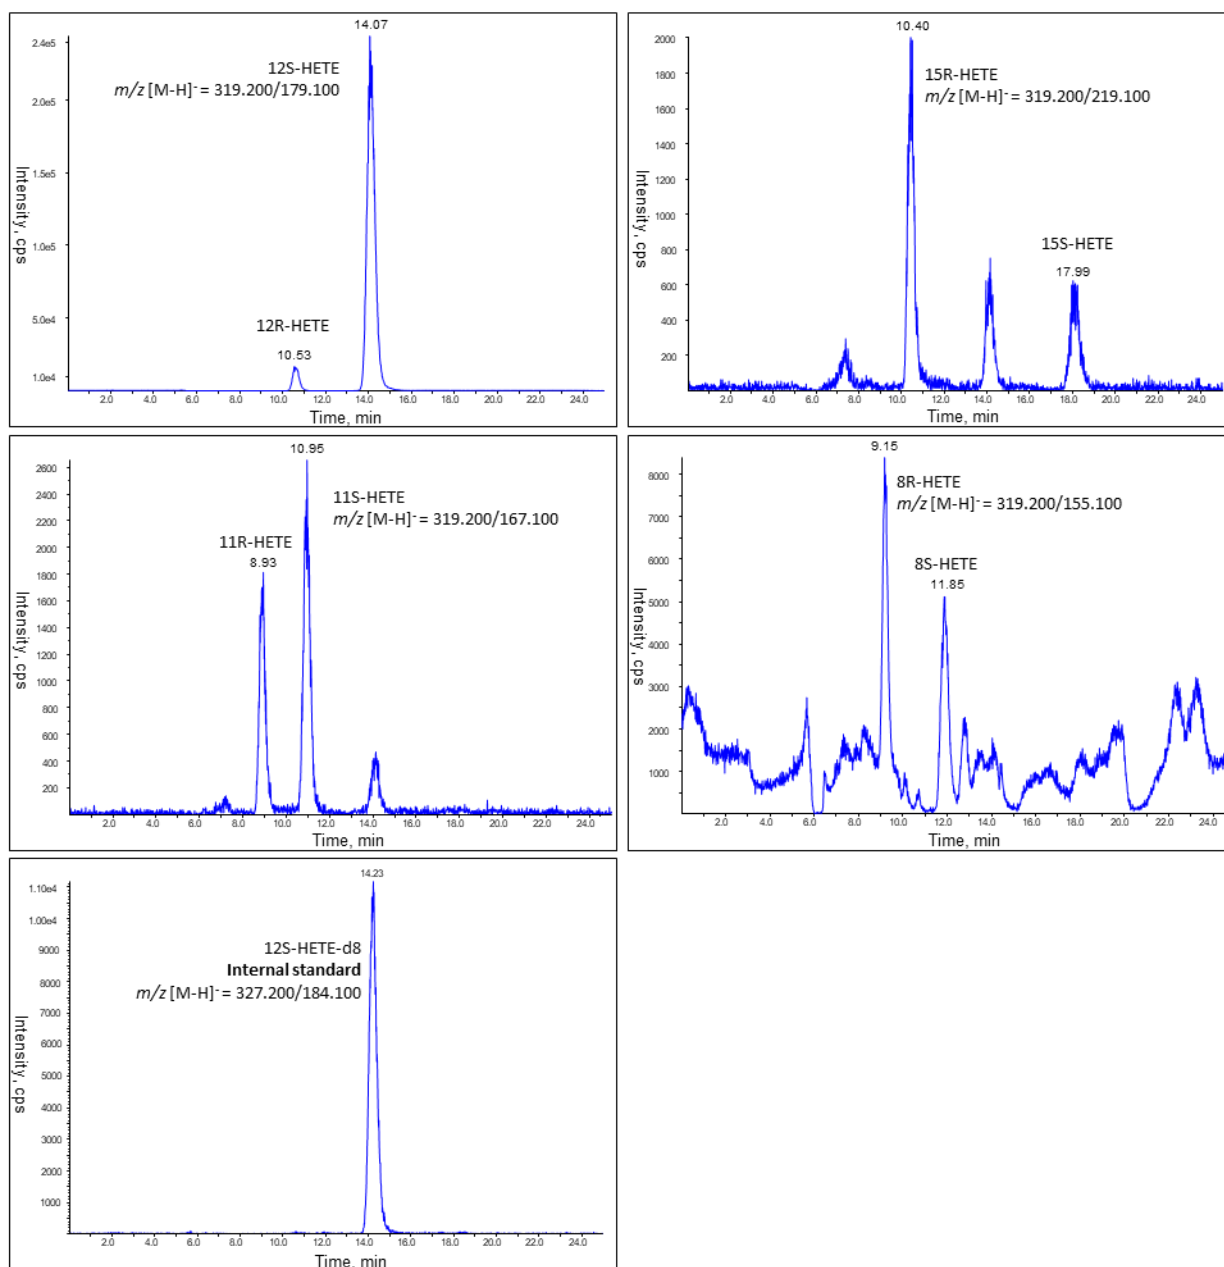 14.07
2.4e5
12S-HETE
m/z [M-H]- = 319.200/179.100
2.0e5
1.5e5
1.0e5
5.0e4
12R-HETE
10.53
1.0e4
Intensity, cps
2.0 4.0 6.0 8.0 10.0 12.0 14.0 16.0 18.0 20.0 22.0 24.0
Time, min
10.40
2000
15R-HETE
m/z [M-H]- = 319.200/219.100
1800
1600
1400
1200
1000
800
15S-HETE
17.99
600
400
200
Intensity, cps
2.0 4.0 6.0 8.0 10.0 12.0 14.0 16.0 18.0 20.0 22.0 24.0
Time, min
10.95
2600
2400
11S-HETE
m/z [M-H]- = 319.200/167.100
2200
2000
11R-HETE
8.93
1800
1600
1400
1200
1000
800
600
400
200
Intensity, cps
2.0 4.0 6.0 8.0 10.0 12.0 14.0 16.0 18.0 20.0 22.0 24.0
Time, min
9.15
8000
8R-HETE
m/z [M-H]- = 319.200/155.100
7000
6000
8S-HETE
11.85
5000
4000
3000
2000
1000
Intensity, cps
2.0 4.0 6.0 8.0 10.0 12.0 14.0 16.0 18.0 20.0 22.0 24.0
Time, min
14.23
1.10e4
1.00e4
12S-HETE-d8
Internal standard
m/z [M-H]- = 327.200/184.100
9000
8000
7000
6000
5000
4000
3000
2000
1000
Intensity, cps
2.0 4.0 6.0 8.0 10.0 12.0 14.0 16.0 18.0 20.0 22.0 24.0
Time, min